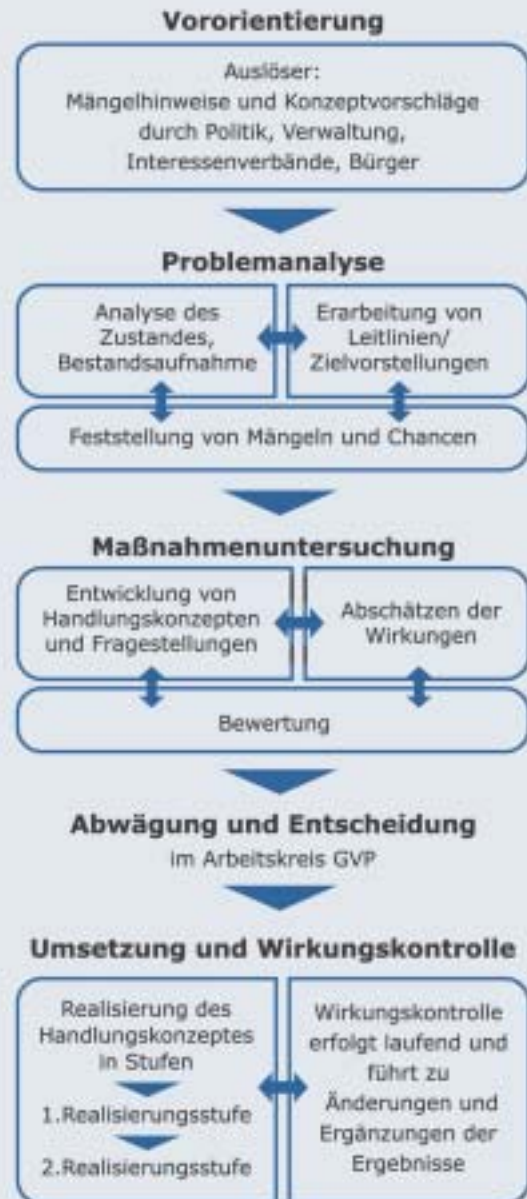 Vororientierung
Auslöser:
Mängelhinweise und Konzeptvorschläge
durch Politik, Verwaltung,
Interessenverbände, Bürger
Problemanalyse
Analyse des
Zustandes,
Bestandsaufnahme
Erarbeitung von
Leitlinien/
Zielvorstellungen
Feststellung von Mängeln und Chancen
Maßnahmenuntersuchung
Entwicklung von
Handlungskonzepten
und Fragestellungen
Abschätzen der
Wirkungen
Bewertung
Abwägung und Entscheidung
im Arbeitskreis GVP
Umsetzung und Wirkungskontrolle
Realisierung des
Handlungskonzeptes
in Stufen
1.Realisierungsstufe
2.Realisierungsstufe
Wirkungskontrolle
erfolgt laufend und
führt zu
Änderungen und
Ergänzungen der
Ergebnisse